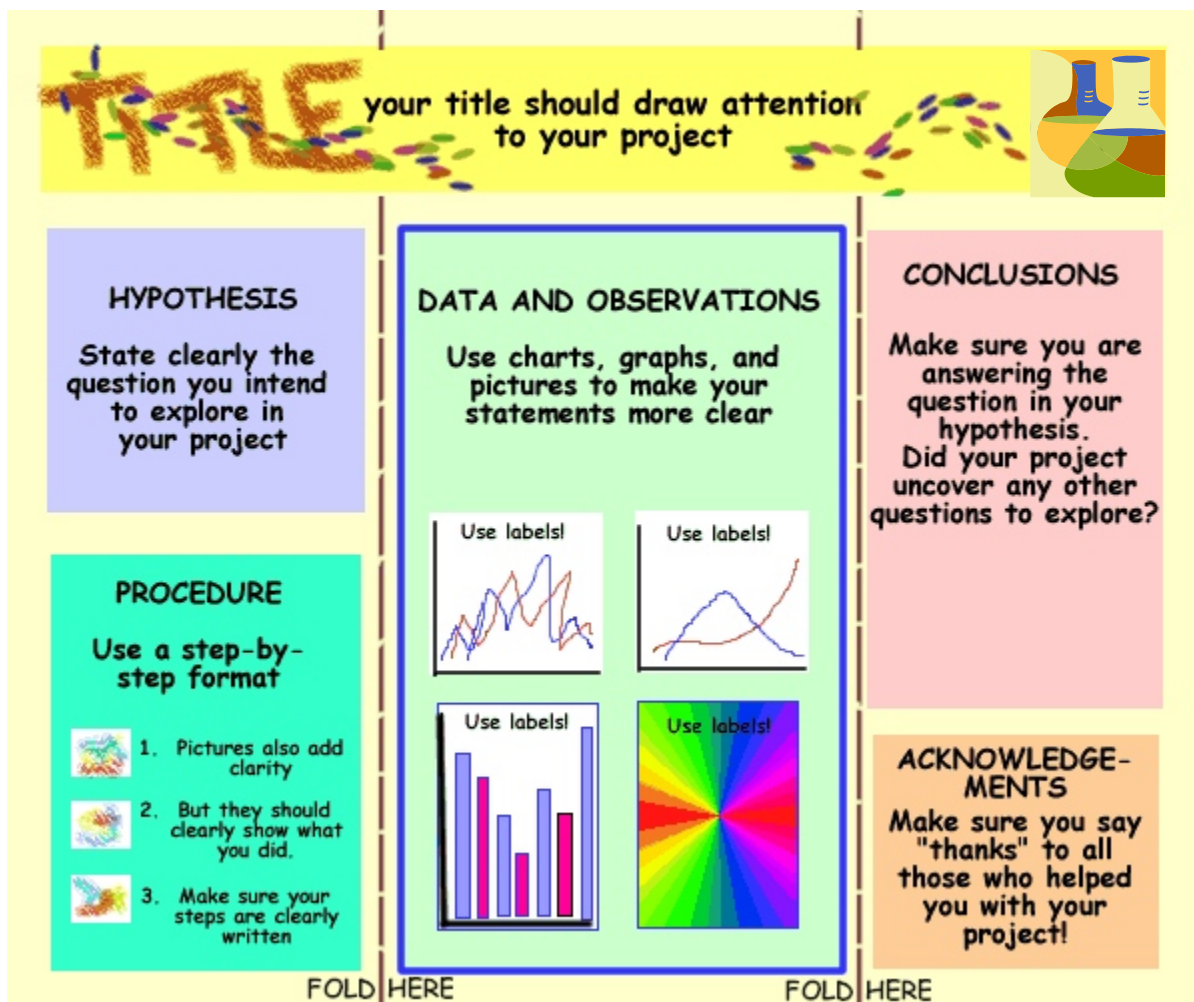 TITLE
your title should draw attention
to your project
HYPOTHESIS
State clearly the
question you intend
to explore in
your project
PROCEDURE
Use a step-by-
step format
1. Pictures also add
clarity
2. But they should
clearly show what
you did.
3. Make sure your
steps are clearly
written
DATA AND OBSERVATIONS
Use charts, graphs, and
pictures to make your
statements more clear
Use labels!
Use labels!
Use labels!
Use labels!
CONCLUSIONS
Make sure you are
answering the
question in your
hypothesis.
Did your project
uncover any other
questions to explore?
ACKNOWLEDGE-
MENTS
Make sure you say
"thanks" to all
those who helped
you with your
project!
FOLD HERE
FOLD HERE